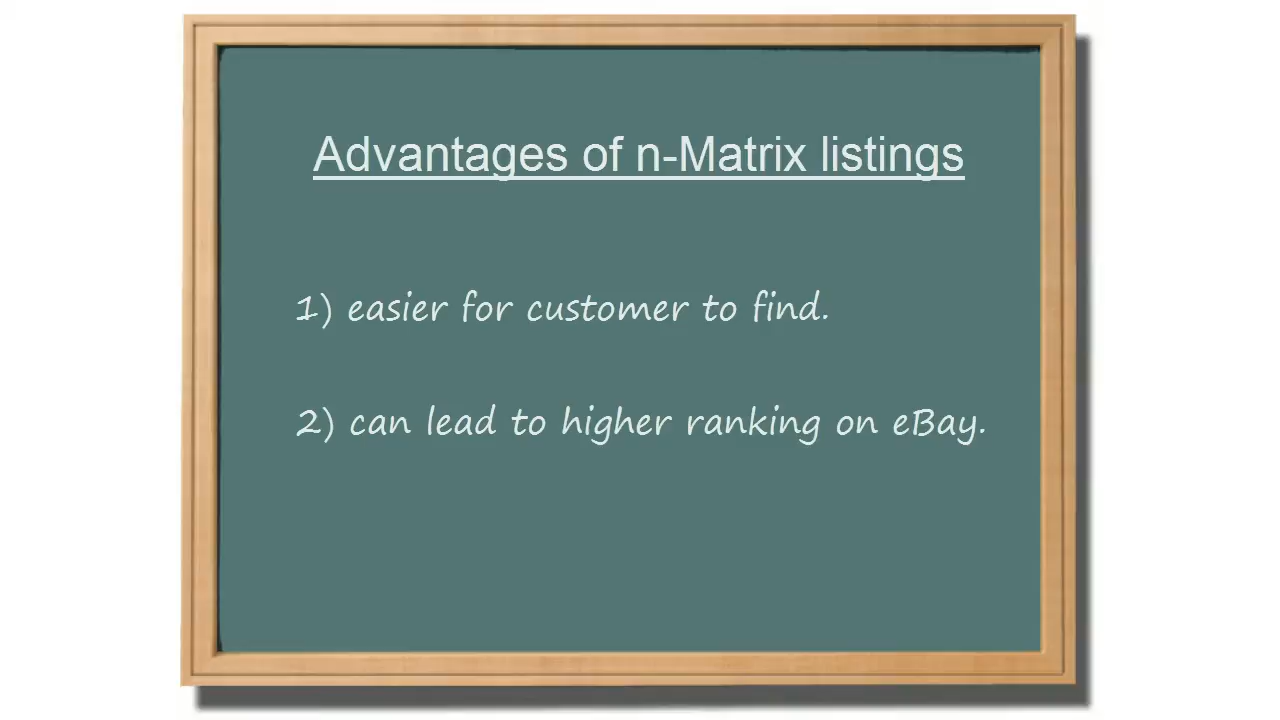 Advantages of n-Matrix listings
1) easier for customer to find.
2) can lead to higher ranking on eBay.